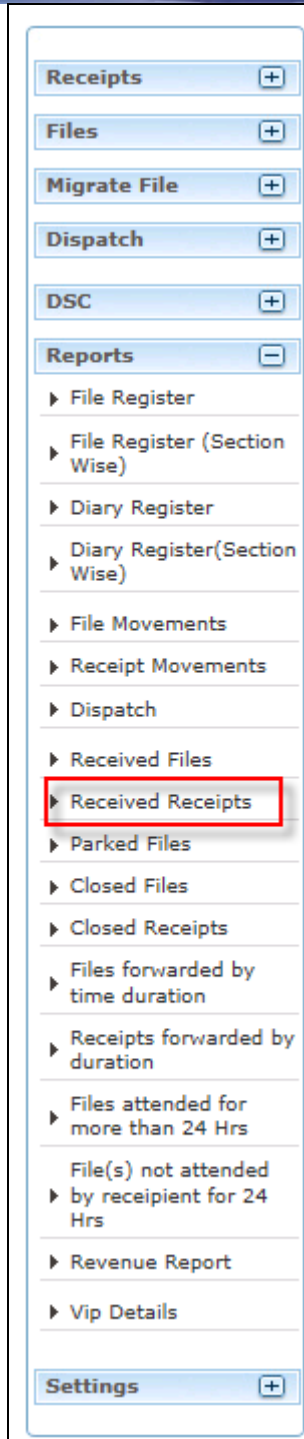 Receipts
Files
Migrate File
Dispatch
DSC
Reports
File Register
File Register (Section
Wise)
Diary Register
Diary Register(Section
Wise)
File Movements
Receipt Movements
Dispatch
Received Files
Received Receipts
Parked Files
Closed Files
Closed Receipts
Files forwarded by
time duration
Receipts forwarded by
duration
Files attended for
more than 24 Hrs
File(s) not attended
by receipient for 24
Hrs
Revenue Report
Vip Details
Settings